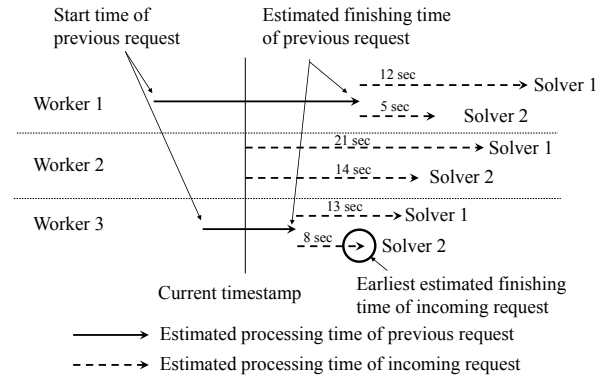 Start time of
previous request
Estimated finishing time
of previous request
12 sec
Solver 1
Worker 1
5 sec
Solver 2
21 sec
Solver 1
Worker 2
14 sec
Solver 2
13 sec
Solver 1
Worker 3
8 sec
Solver 2
Earliest estimated finishing
time of incoming request
Current timestamp
Estimated processing time of previous request
Estimated processing time of incoming request